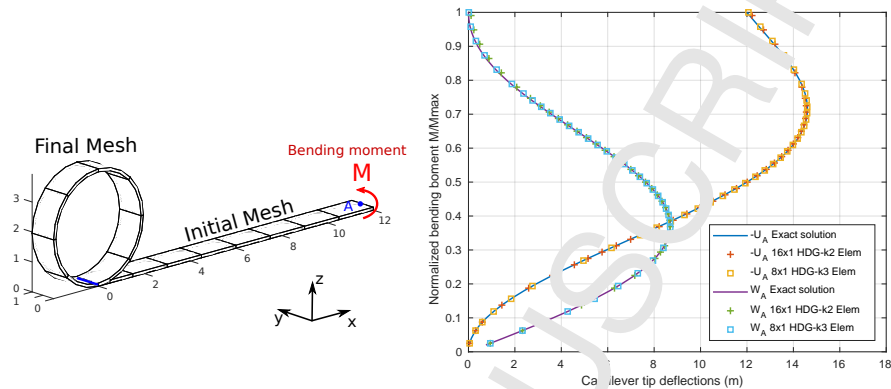 Final Mesh
Bending moment
M
A
Initial Mesh
3
2
1
0
1
0
0
2
4
6
8
10
12
z
y
x
1
0.9
0.8
0.7
0.6
0.5
0.4
0.3
0.2
0.1
0
Normalized bending boment M/Mmax
-U_A Exact solution
-U_A 16x1 HDG-k2 Elem
-U_A 8x1 HDG-k3 Elem
W_A Exact solution
W_A 16x1 HDG-k2 Elem
W_A 8x1 HDG-k3 Elem
0 2 4 6 8 10 12 14 16 18
tip deflections (m)